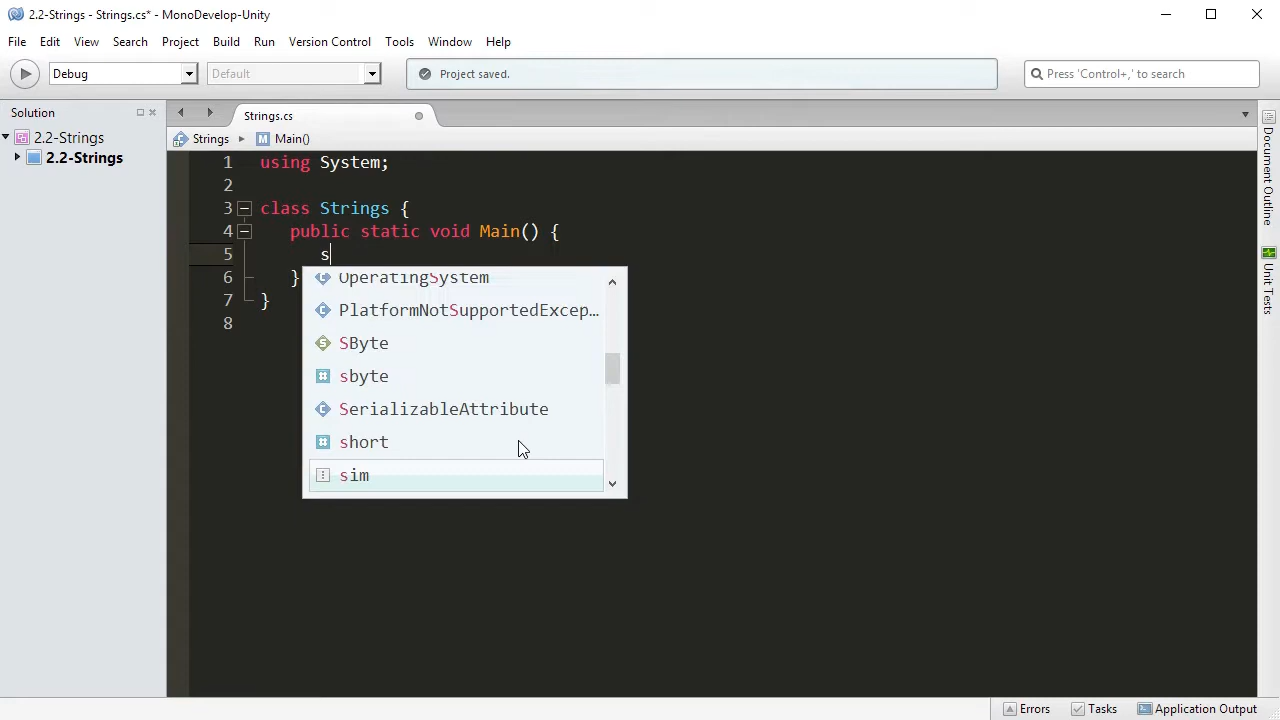 2.2-Strings - Strings.cs* - MonoDevelop-Unity
File Edit View Search Project Build Run Version Control Tools Window Help
Debug Default Project saved. Press 'Control+,' to search
Solution
2.2-Strings
2.2-Strings
Strings.cs
Strings Main()
1 using System;
2
3 class Strings {
4 public static void Main() {
5 s
6 }
7 }
8
OperatingSystem
PlatformNotSupportedExcep...
SByte
sbyte
SerializableAttribute
short
sim
Document Outline
Unit Tests
Errors Tasks Application Output